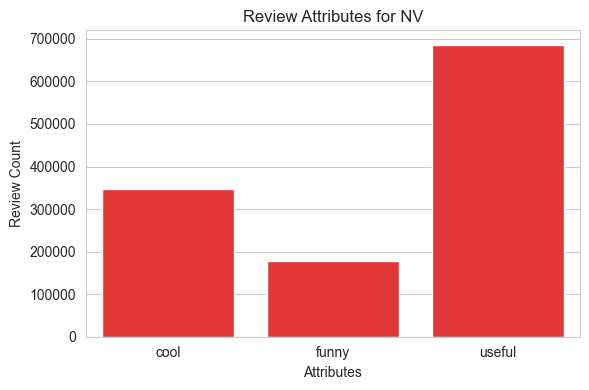 Review Attributes for NV
700000
600000
500000
400000
300000
200000
100000
0
Review Count
cool funny useful
Attributes